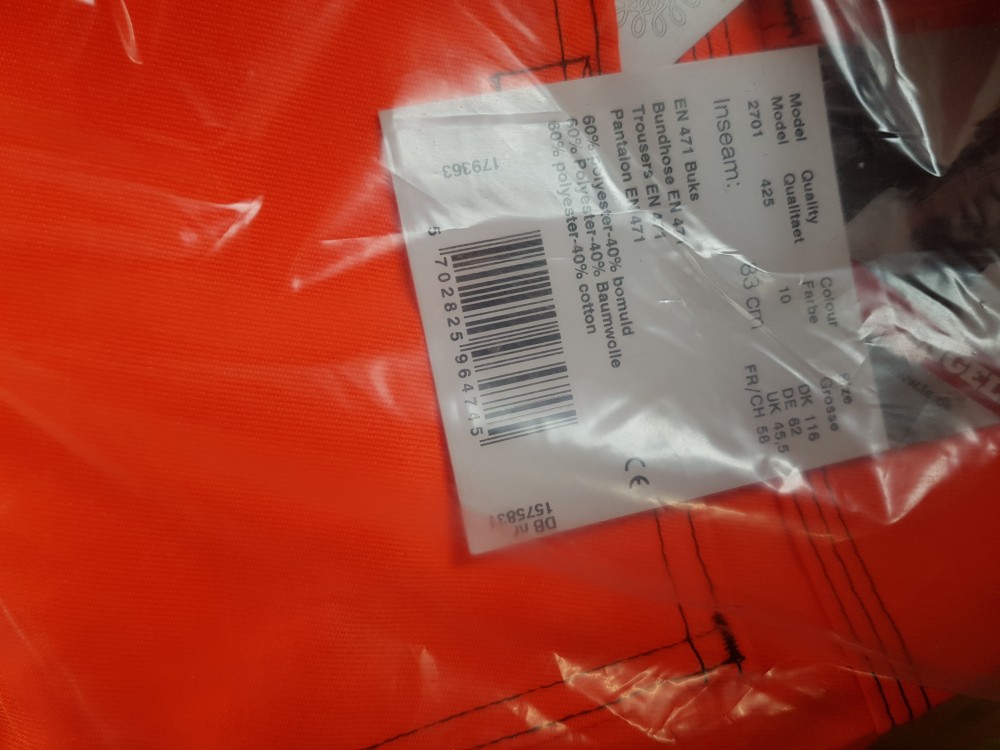 Model Quality Colour Size
Model Qualitaet Farbe Grosse
2701 425 10 DK 116
DE 62
UK 45,5
FR/CH 58
Inseam: 83 cm
EN 471 Buks
Bundhose EN 471
Trousers EN 471
Pantalon EN 471
60% polyester-40% bomuld
60% Polyester-40% Baumwolle
60% polyester-40% cotton
179363
5 702825 964745
CE
DB nr
1575831